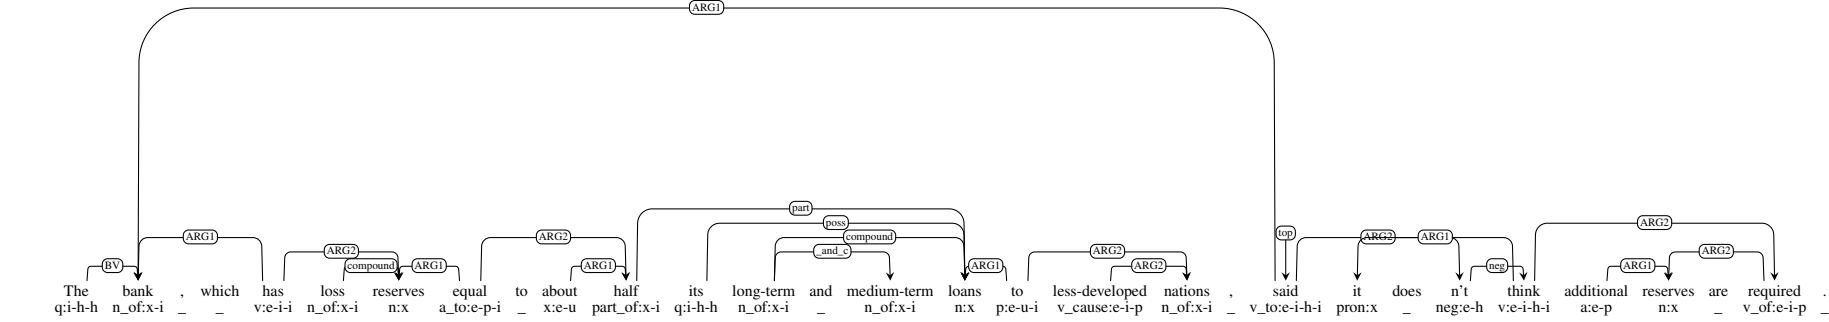 ARG1
part
poss
top
ARG1 ARG2 compound ARG2 ARG1 ARG2
ARG2 _and_c ARG2 ARG2
BV compound ARG1 ARG1 ARG1 ARG2 neg ARG1
The bank , which has loss reserves equal to about half its long-term and medium-term loans to less-developed nations , said it does n't think additional reserves are required .
q:i-h-h n_of:x-i _ _ v:e-i-i n_of:x-i n:x a_to:e-p-i _ x:e-u part_of:x-i q:i-h-h n_of:x-i _ n_of:x-i n:x p:e-u-i v_cause:e-i-p n_of:x-i _ v_to:e-i-h-i pron:x _ neg:e-h v:e-i-h-i a:e-p n:x _ v_of:e-i-p _